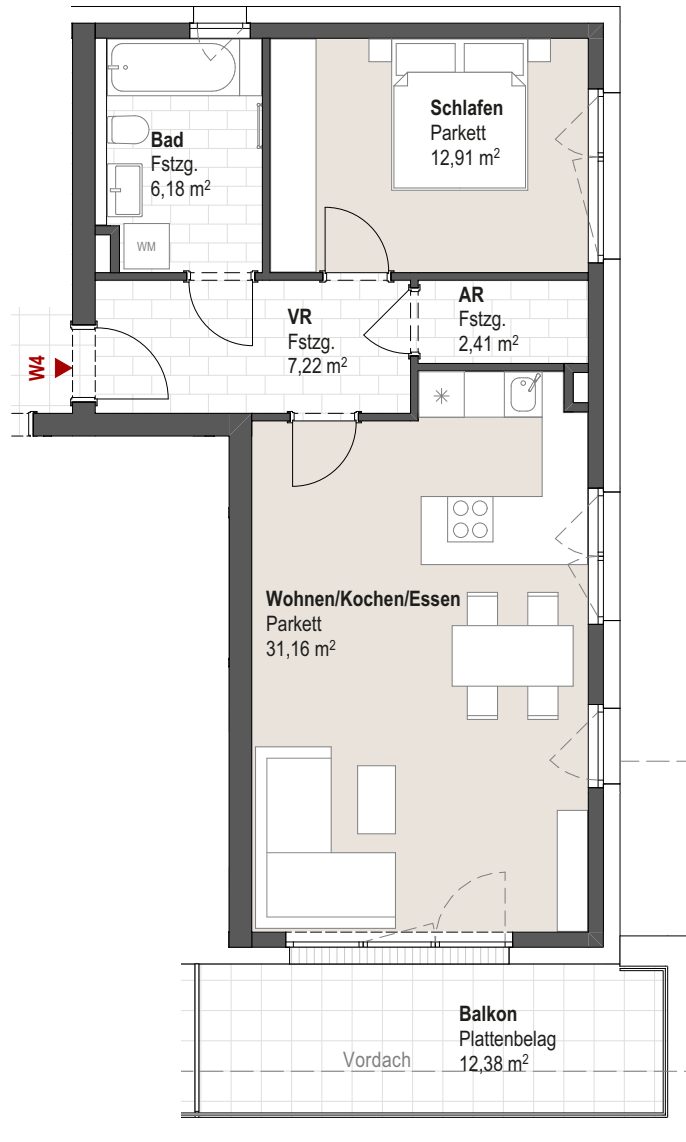 Schlafen
Parkett
12,91 m²
Bad
Fstzg.
6,18 m²
WM
AR
Fstzg.
2,41 m²
VR
Fstzg.
7,22 m²
W4
Wohnen/Kochen/Essen
Parkett
31,16 m²
Balkon
Plattenbelag
12,38 m²
Vordach